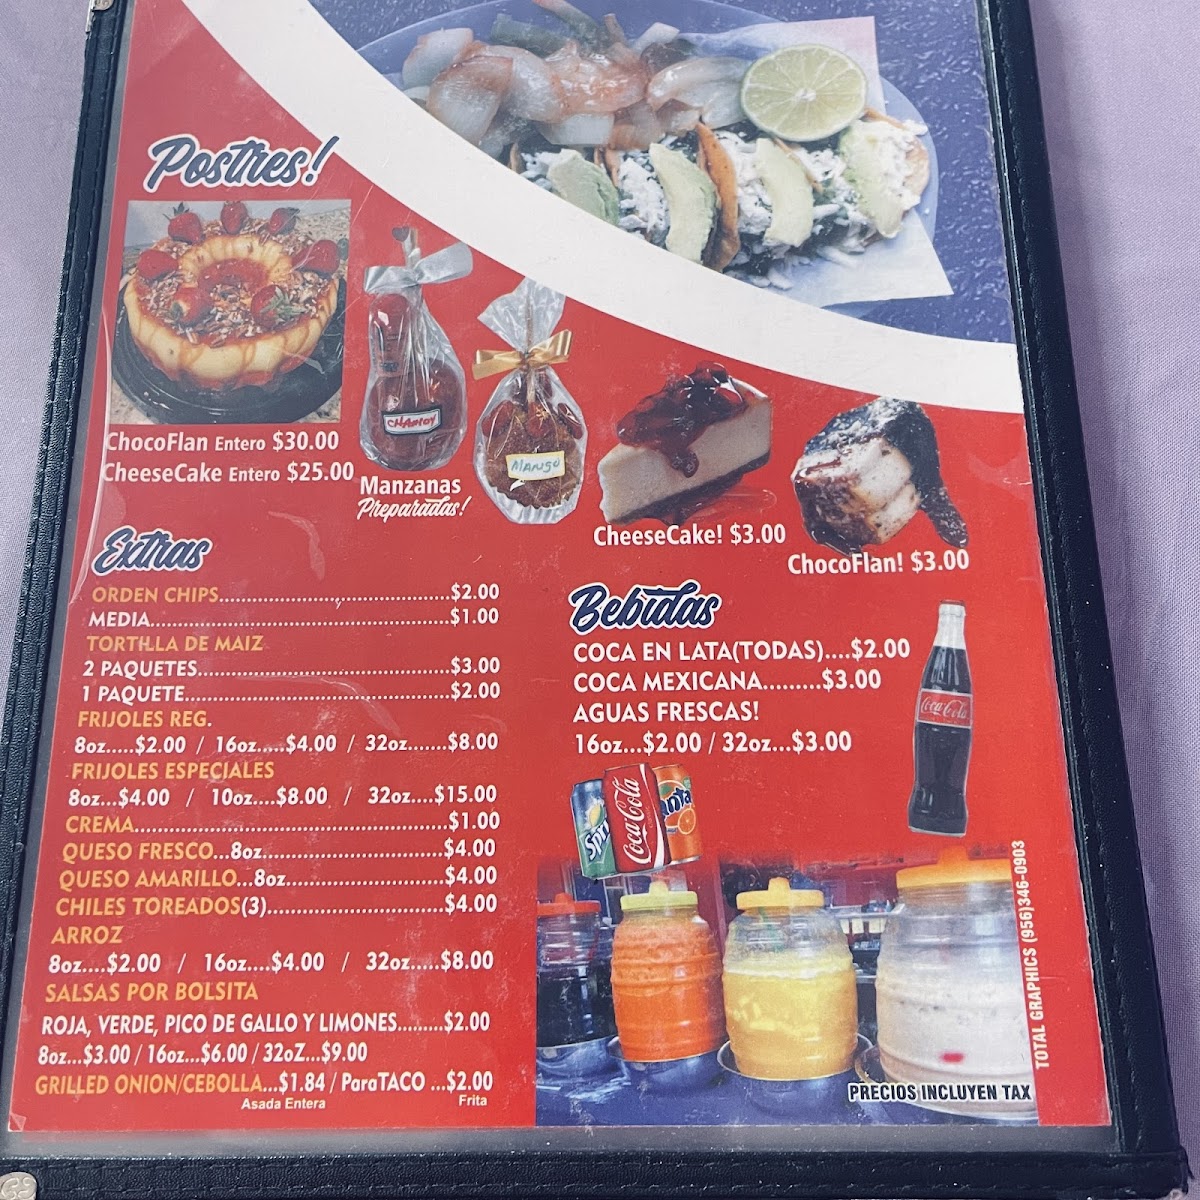 Postres!
CHAMOY
MANGO
ChocoFlan Entero $30.00
CheeseCake Entero $25.00
Manzanas
Preparadas!
CheeseCake! $3.00
ChocoFlan! $3.00
Extras
ORDEN CHIPS.......................................$2.00
MEDIA...................................................$1.00
TORTILLA DE MAIZ
2 PAQUETES...........................................$3.00
1 PAQUETE.............................................$2.00
FRIJOLES REG.
8oz.....$2.00 / 16oz.....$4.00 / 32oz.......$8.00
FRIJOLES ESPECIALES
8oz...$4.00 / 10oz....$8.00 / 32oz....$15.00
CREMA.....................................................$1.00
QUESO FRESCO...8oz...............................$4.00
QUESO AMARILLO...8oz...........................$4.00
CHILES TOREADOS(3)..............................$4.00
ARROZ
8oz....$2.00 / 16oz....$4.00 / 32oz.....$8.00
SALSAS POR BOLSITA
ROJA, VERDE, PICO DE GALLO Y LIMONES........$2.00
8oz...$3.00 / 16oz...$6.00 / 32oZ...$9.00
GRILLED ONION/CEBOLLA...$1.84 / ParaTACO ...$2.00
Asada Entera Frita
Bebidas
COCA EN LATA(TODAS)....$2.00
COCA MEXICANA.........$3.00
AGUAS FRESCAS!
16oz...$2.00 / 32oz...$3.00
Coca-Cola
Spri
Coca-Cola
anta
PRECIOS INCLUYEN TAX
TOTAL GRAPHICS (956)346-0903